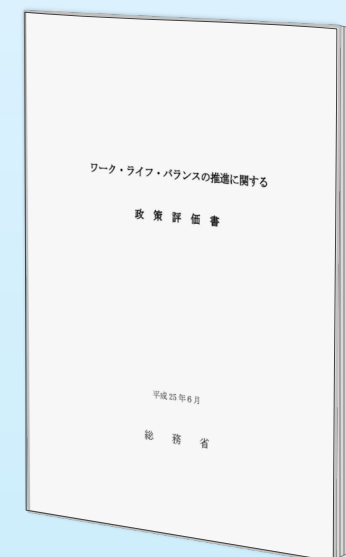 ワーク・ライフ・バランスの推進に関する
政策評価書
平成25年6月
総務省